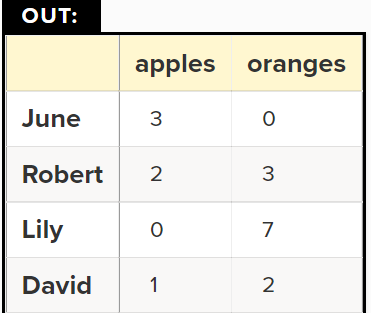 OUT:
apples oranges
June 3 0
Robert 2 3
Lily 0 7
David 1 2